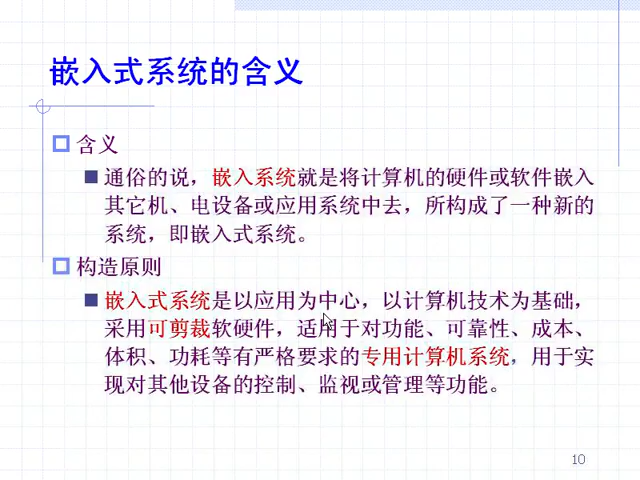 嵌入式系统的含义
含义
通俗的说，嵌入系统就是将计算机的硬件或软件嵌入
其它机、电设备或应用系统中去，所构成了一种新的
系统，即嵌入式系统。
构造原则
嵌入式系统是以应用为中心，以计算机技术为基础，
采用可剪裁软硬件，适用于对功能、可靠性、成本、
体积、功耗等有严格要求的专用计算机系统，用于实
现对其他设备的控制、监视或管理等功能。
10